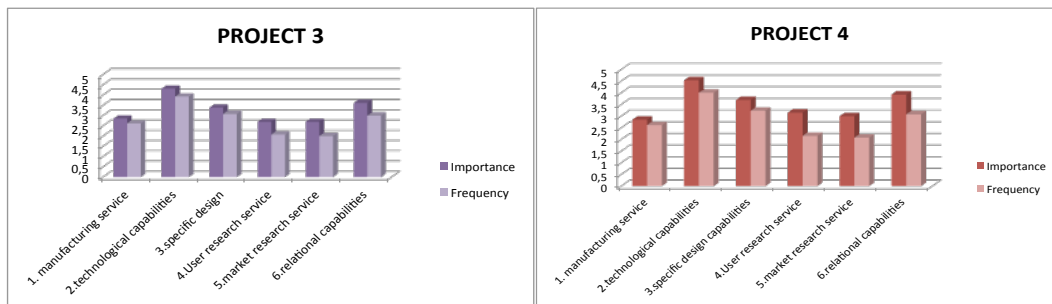 PROJECT 3
5
4,5
4
3,5
3
2,5
2
1,5
1
0,5
0
1. manufacturing service
2.technological capabilities
3.specific design
4.User research service
5.market research service
6.relational capabilities
Importance
Frequency
PROJECT 4
5
4,5
4
3,5
3
2,5
2
1,5
1
0,5
0
1. manufacturing service
2.technological capabilities
3.specific design capabilities
4.User research service
5.market research service
6.relational capabilities
Importance
Frequency